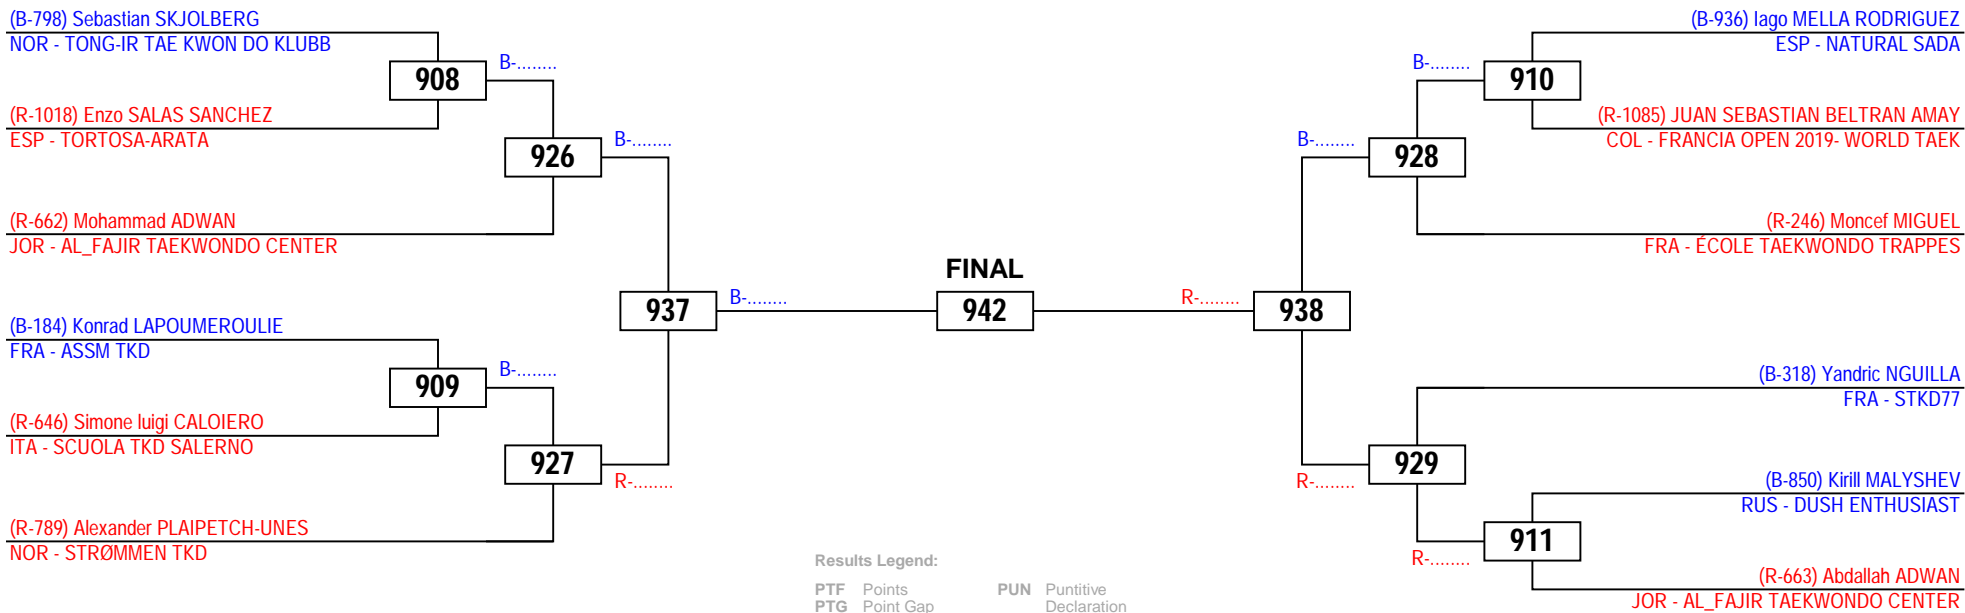 (B-798) Sebastian SKJOLBERG
NOR - TONG-IR TAE KWON DO KLUBB
908
B-........
(R-1018) Enzo SALAS SANCHEZ
ESP - TORTOSA-ARATA
926
B-........
(R-662) Mohammad ADWAN
JOR - AL_FAJIR TAEKWONDO CENTER
937
B-........
(B-184) Konrad LAPOUMEROULIE
FRA - ASSM TKD
909
B-........
(R-646) Simone luigi CALOIERO
ITA - SCUOLA TKD SALERNO
927
R-........
(R-789) Alexander PLAIPETCH-UNES
NOR - STRØMMEN TKD
FINAL
942
(B-936) Iago MELLA RODRIGUEZ
ESP - NATURAL SADA
B-........
910
(R-1085) JUAN SEBASTIAN BELTRAN AMAY
COL - FRANCIA OPEN 2019- WORLD TAEK
B-........
928
(R-246) Moncef MIGUEL
FRA - ÉCOLE TAEKWONDO TRAPPES
R-........
938
(B-318) Yandric NGUILLA
FRA - STKD77
929
R-........
(B-850) Kirill MALYSHEV
RUS - DUSH ENTHUSIAST
911
R-........
(R-663) Abdallah ADWAN
JOR - AL_FAJIR TAEKWONDO CENTER
Results Legend:
PTF Points PUN Puntitive
PTG Point Gap Declaration